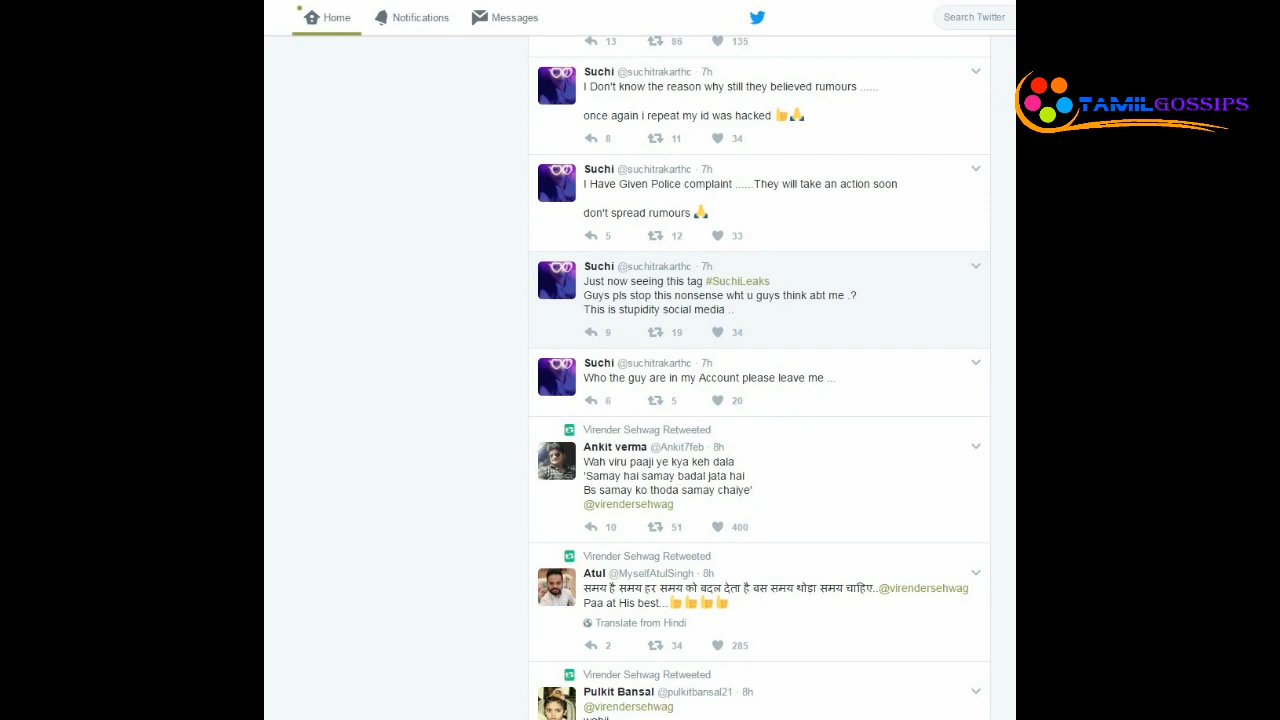 Home Notifications Messages Search Twitter
13 86 135
Suchi @suchitrakarthc · 7h
I Don't know the reason why still they believed rumours ......
once again i repeat my id was hacked 👍🙏
8 11 34
Suchi @suchitrakarthc · 7h
I Have Given Police complaint ......They will take an action soon
don't spread rumours 🙏
5 12 33
Suchi @suchitrakarthc · 7h
Just now seeing this tag #SuchiLeaks
Guys pls stop this nonsense wht u guys think abt me .?
This is stupidity social media ..
9 19 34
Suchi @suchitrakarthc · 7h
Who the guy are in my Account please leave me ...
6 5 20
Virender Sehwag Retweeted
Ankit verma @Ankit7feb · 8h
Wah viru paaji ye kya keh dala
'Samay hai samay badal jata hai
Bs samay ko thoda samay chaiye'
@virendersehwag
10 51 400
Virender Sehwag Retweeted
Atul @MyselfAtulSingh · 8h
समय है समय हर समय को बदल देता है बस समय थोडा समय चाहिए..@virendersehwag
Paa at His best...👍👍👍👍
Translate from Hindi
2 34 285
Virender Sehwag Retweeted
Pulkit Bansal @pulkitbansal21 · 8h
@virendersehwag
TAMILGOSSIPS